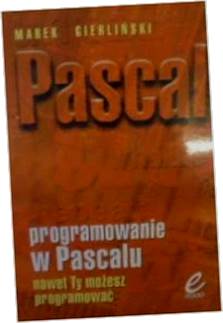 MAREK GIERLIŃSKI
Pascal
programowanie
w Pascalu
nawet Ty możesz
programować
e